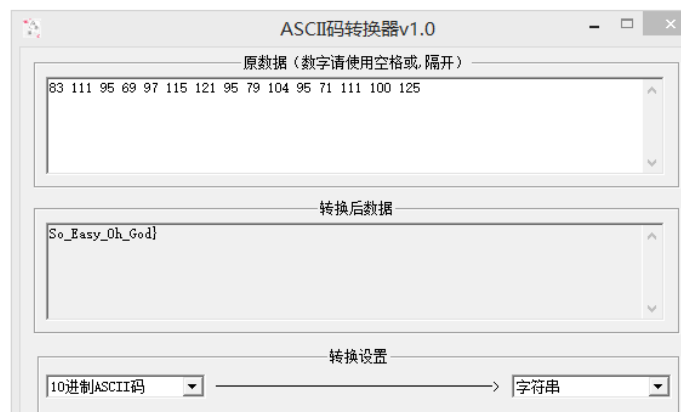 ASCII码转换器v1.0
原数据（数字请使用空格或,隔开）
83 111 95 69 97 115 121 95 79 104 95 71 111 100 125
转换后数据
So_Easy_Oh_God}
转换设置
10进制ASCII码
字符串